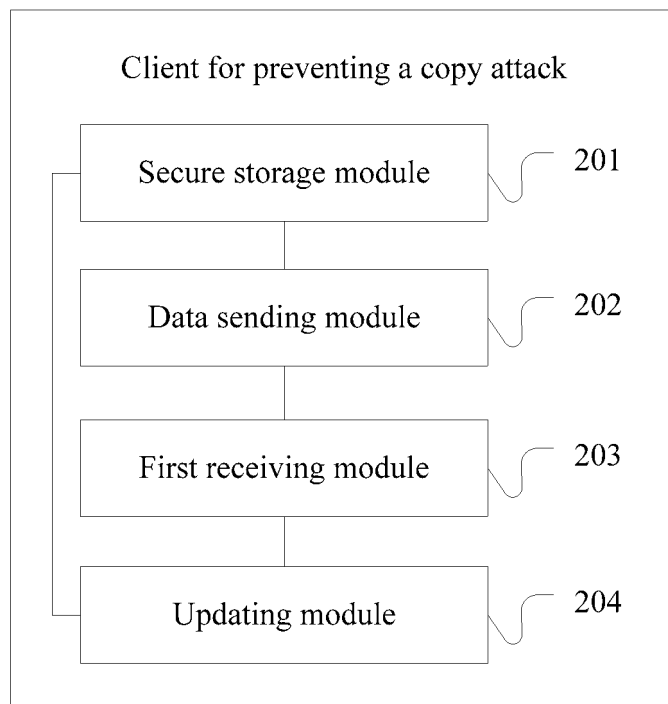 Client for preventing a copy attack
Secure storage module
201
Data sending module
202
First receiving module
203
Updating module
204